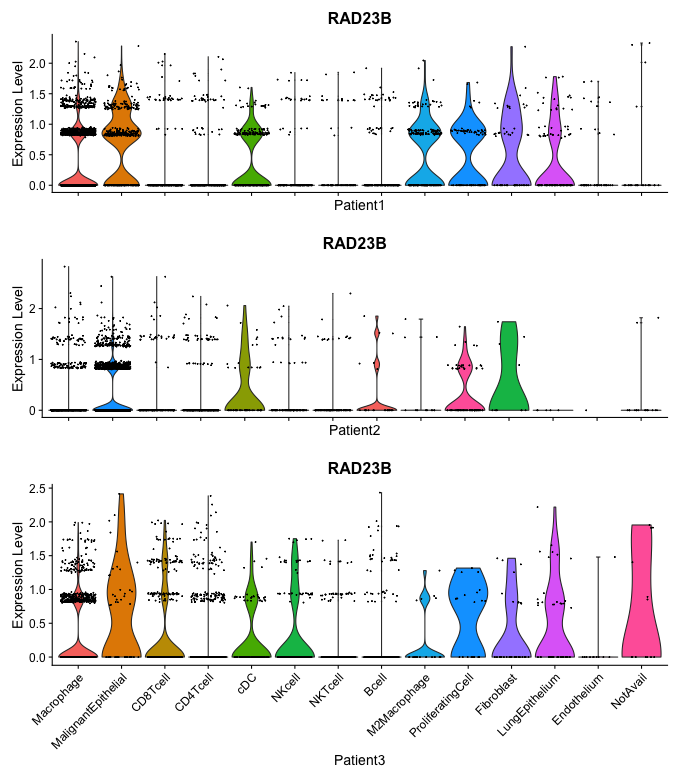 RAD23B
Expression Level
2.0
1.5
1.0
0.5
0.0
Patient1
RAD23B
Expression Level
2
1
0
Patient2
RAD23B
Expression Level
2.5
2.0
1.5
1.0
0.5
0.0
Macrophage
MalignantEpithelial
CD8Tcell
CD4Tcell
cDC
NKcell
NKTcell
Bcell
M2Macrophage
ProliferatingCell
Fibroblast
LungEpithelium
Endothelium
NotAvail
Patient3